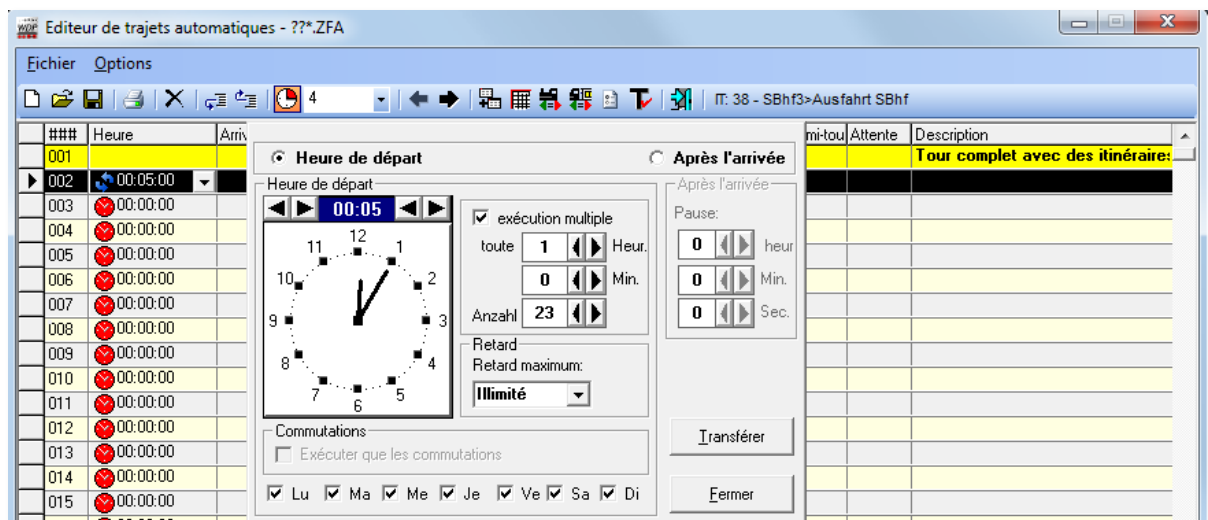 WDP Editeur de trajets automatiques - ??*.ZFA
Fichier Options
4 IT: 38 - SBhf3>Ausfahrt SBhf
### Heure Arriv mi-tou Attente Description
001 Tour complet avec des itinéraires
002 00:05:00
003 00:00:00
004 00:00:00
005 00:00:00
006 00:00:00
007 00:00:00
008 00:00:00
009 00:00:00
010 00:00:00
011 00:00:00
012 00:00:00
013 00:00:00
014 00:00:00
015 00:00:00
Heure de départ Après l'arrivée
Heure de départ
00:05
12
11 1
10 2
9 3
8 4
7 5
6
exécution multiple
toute 1 Heur.
0 Min.
Anzahl 23
Retard
Retard maximum:
Illimité
Après l'arrivée
Pause:
0 heur
0 Min.
0 Sec.
Commutations
Exécuter que les commutations
Lu Ma Me Je Ve Sa Di
Transférer
Fermer